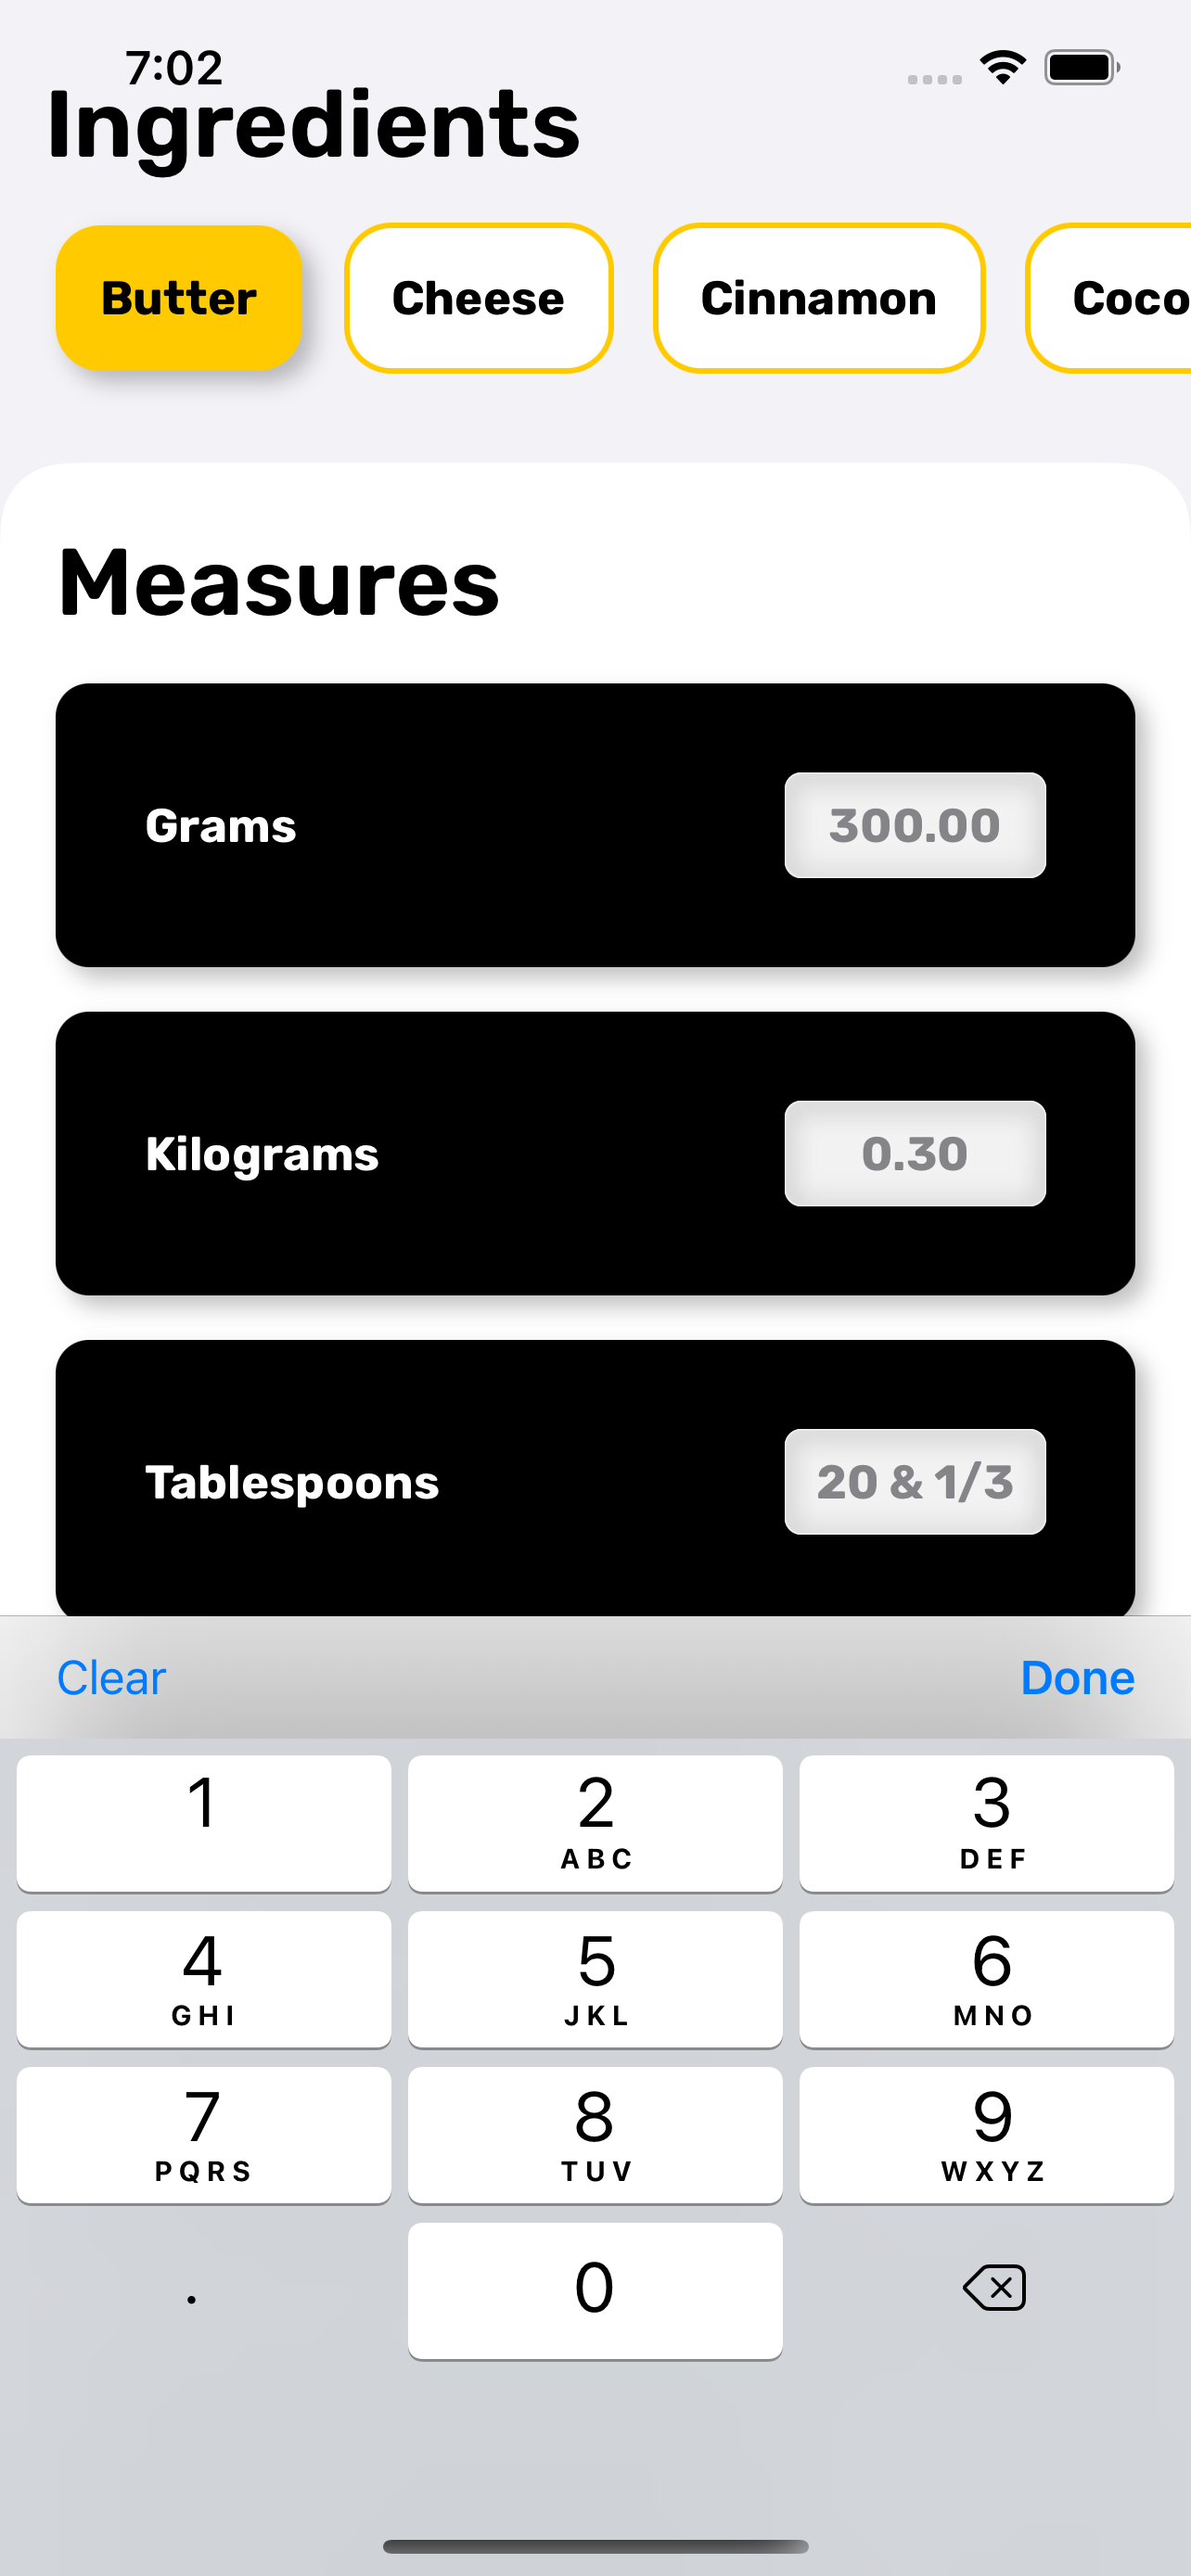 7:02
Ingredients
Butter Cheese Cinnamon Coco
Measures
Grams 300.00
Kilograms 0.30
Tablespoons 20 & 1/3
Clear Done
1 2 3
ABC DEF
4 5 6
GHI JKL MNO
7 8 9
PQRS TUV WXYZ
. 0